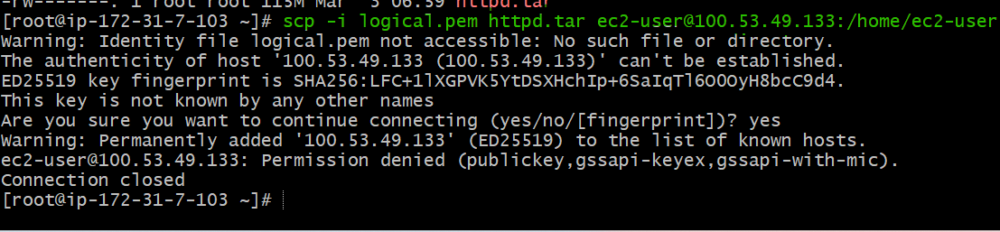 -rw-------. 1 root root 115M Mar  3 06:59 httpd.tar
[root@ip-172-31-7-103 ~]# scp -i logical.pem httpd.tar ec2-user@100.53.49.133:/home/ec2-user
Warning: Identity file logical.pem not accessible: No such file or directory.
The authenticity of host '100.53.49.133 (100.53.49.133)' can't be established.
ED25519 key fingerprint is SHA256:LFC+1lXGPVK5YtDSXHchIp+6SaIqTl6OOOyH8bcC9d4.
This key is not known by any other names
Are you sure you want to continue connecting (yes/no/[fingerprint])? yes
Warning: Permanently added '100.53.49.133' (ED25519) to the list of known hosts.
ec2-user@100.53.49.133: Permission denied (publickey,gssapi-keyex,gssapi-with-mic).
Connection closed
[root@ip-172-31-7-103 ~]#